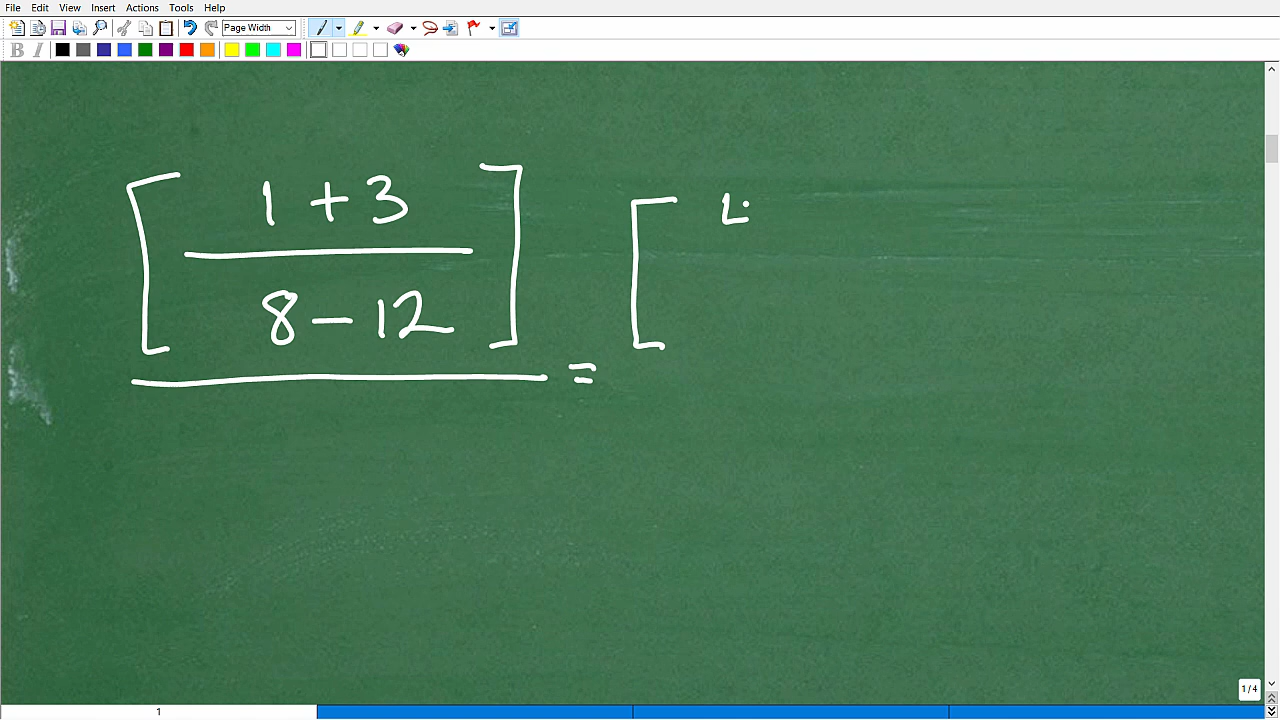 File Edit View Insert Actions Tools Help
Page Width
B I
1 + 3
8 - 12
=
1/4
1